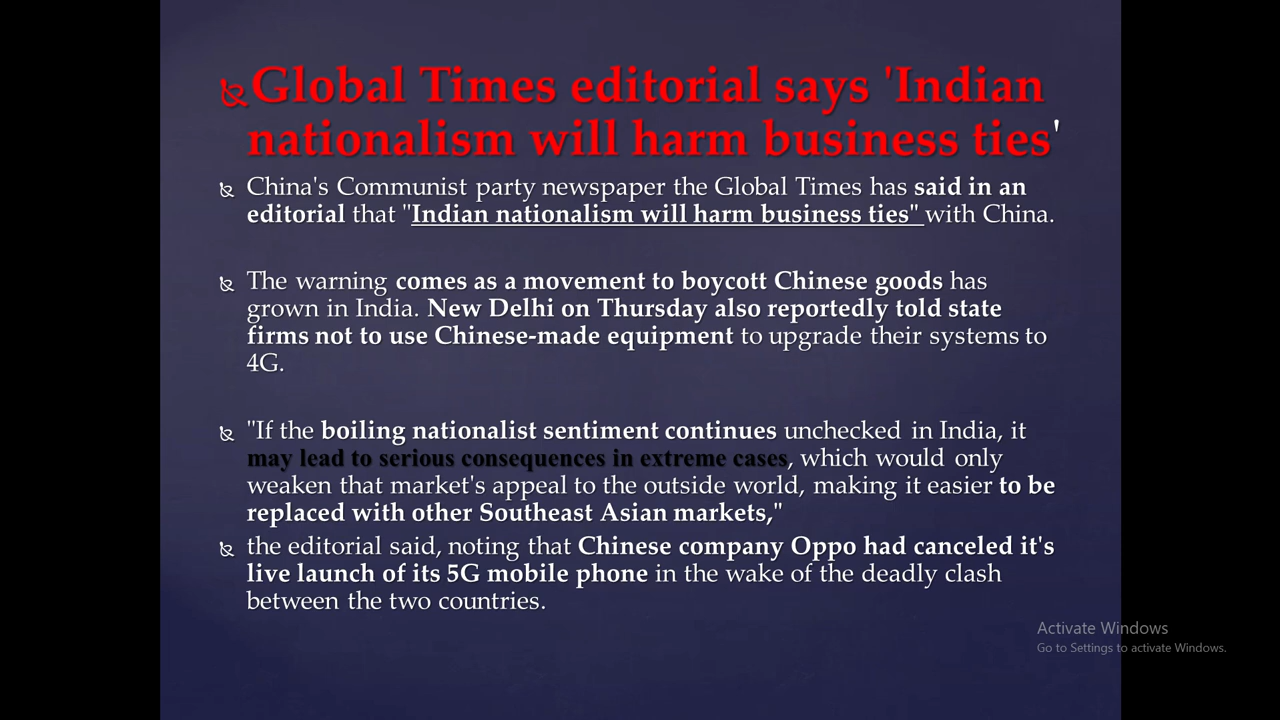 Global Times editorial says 'Indian
nationalism will harm business ties'
China's Communist party newspaper the Global Times has said in an
editorial that "Indian nationalism will harm business ties" with China.
The warning comes as a movement to boycott Chinese goods has
grown in India. New Delhi on Thursday also reportedly told state
firms not to use Chinese-made equipment to upgrade their systems to
4G.
"If the boiling nationalist sentiment continues unchecked in India, it
may lead to serious consequences in extreme cases, which would only
weaken that market's appeal to the outside world, making it easier to be
replaced with other Southeast Asian markets,"
the editorial said, noting that Chinese company Oppo had canceled it's
live launch of its 5G mobile phone in the wake of the deadly clash
between the two countries.
Activate Windows
Go to Settings to activate Windows.